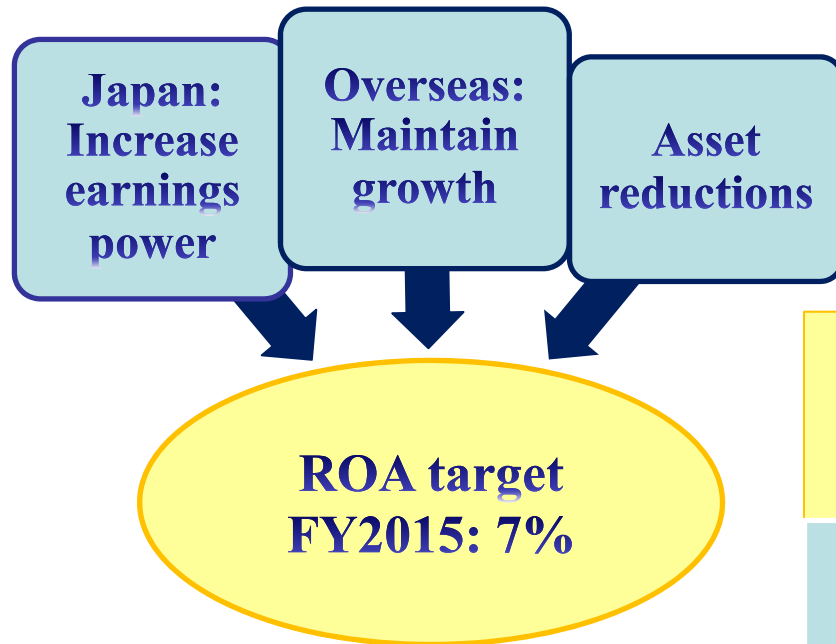 Japan:
Increase
earnings
power
Overseas:
Maintain
growth
Asset
reductions
ROA target
FY2015: 7%